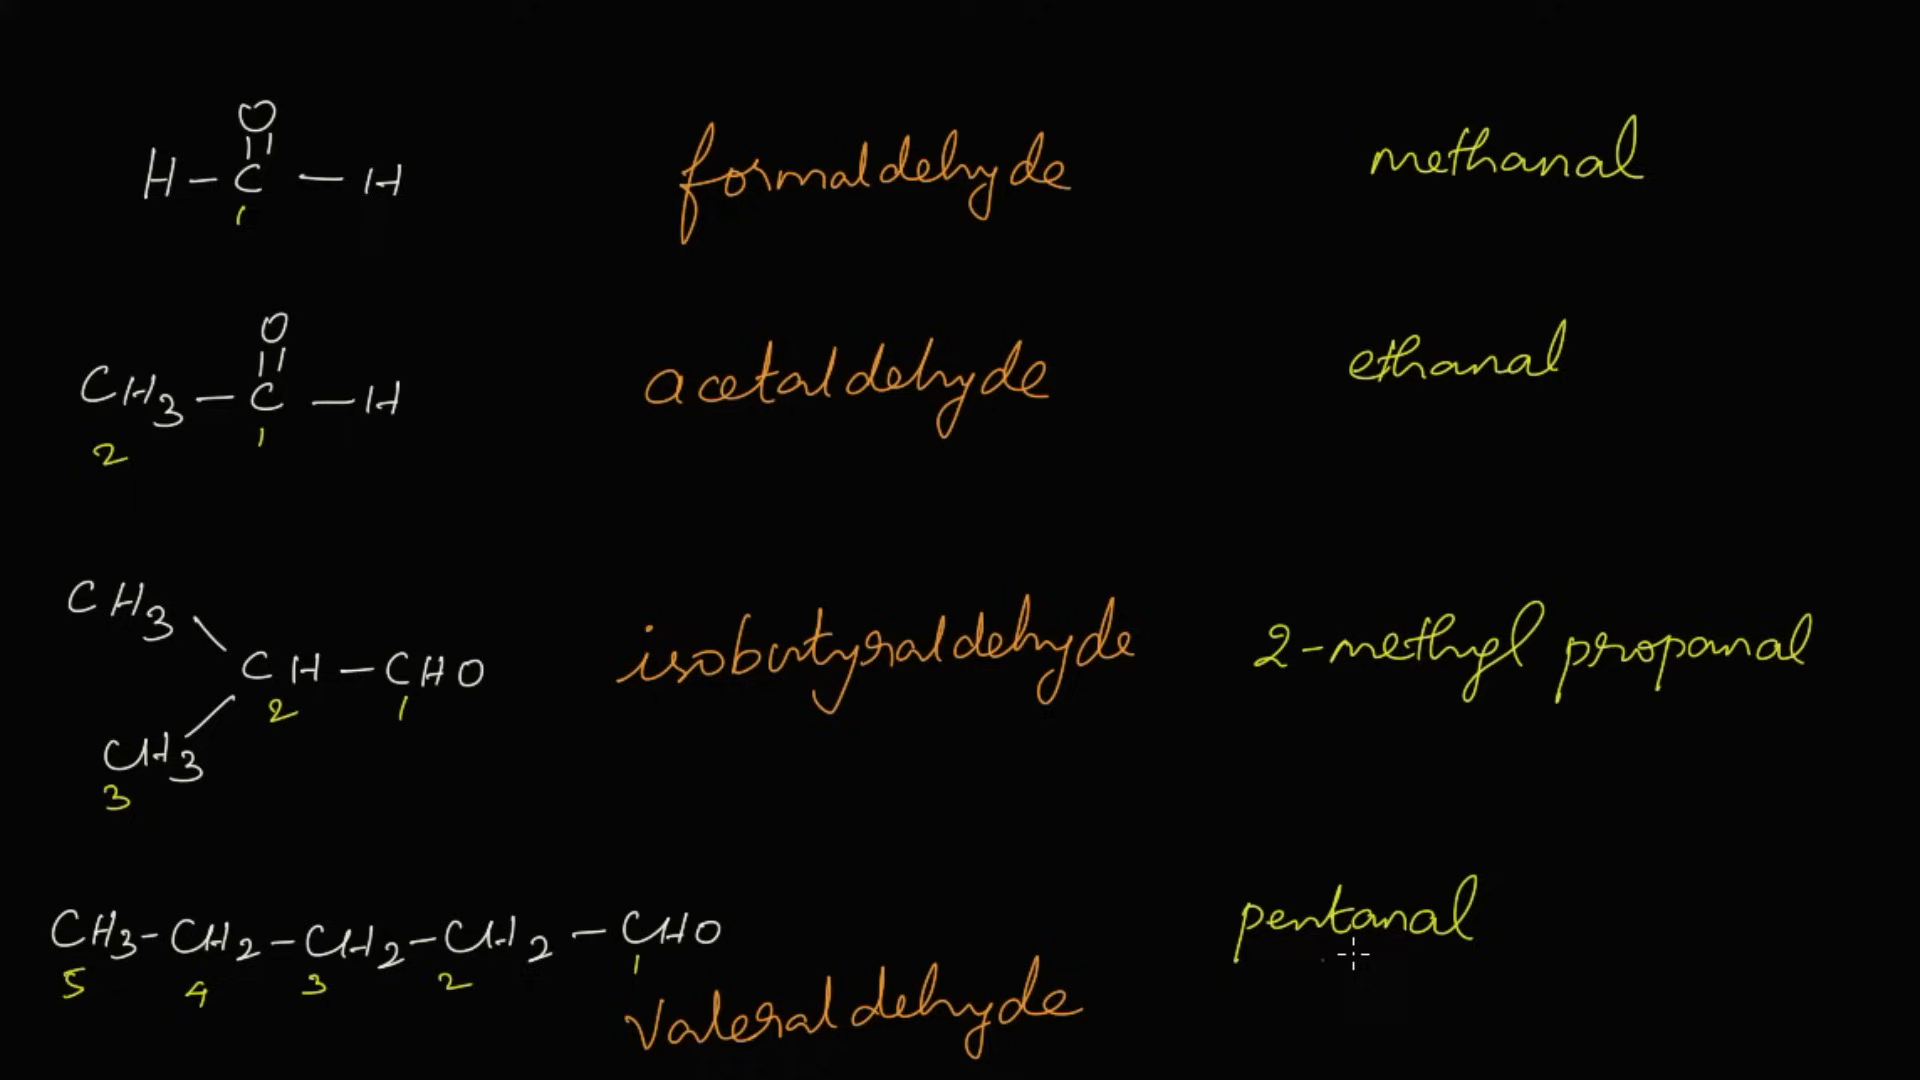 O
H – C – H    formaldehyde    methanal
1
O
CH3 – C – H    acetaldehyde    ethanal
2    1
CH3
CH – CHO    isobutyraldehyde    2-methyl propanal
2    1
CH3
3
CH3 – CH2 – CH2 – CH2 – CHO    pentanal
5    4    3    2    1
Valeraldehyde